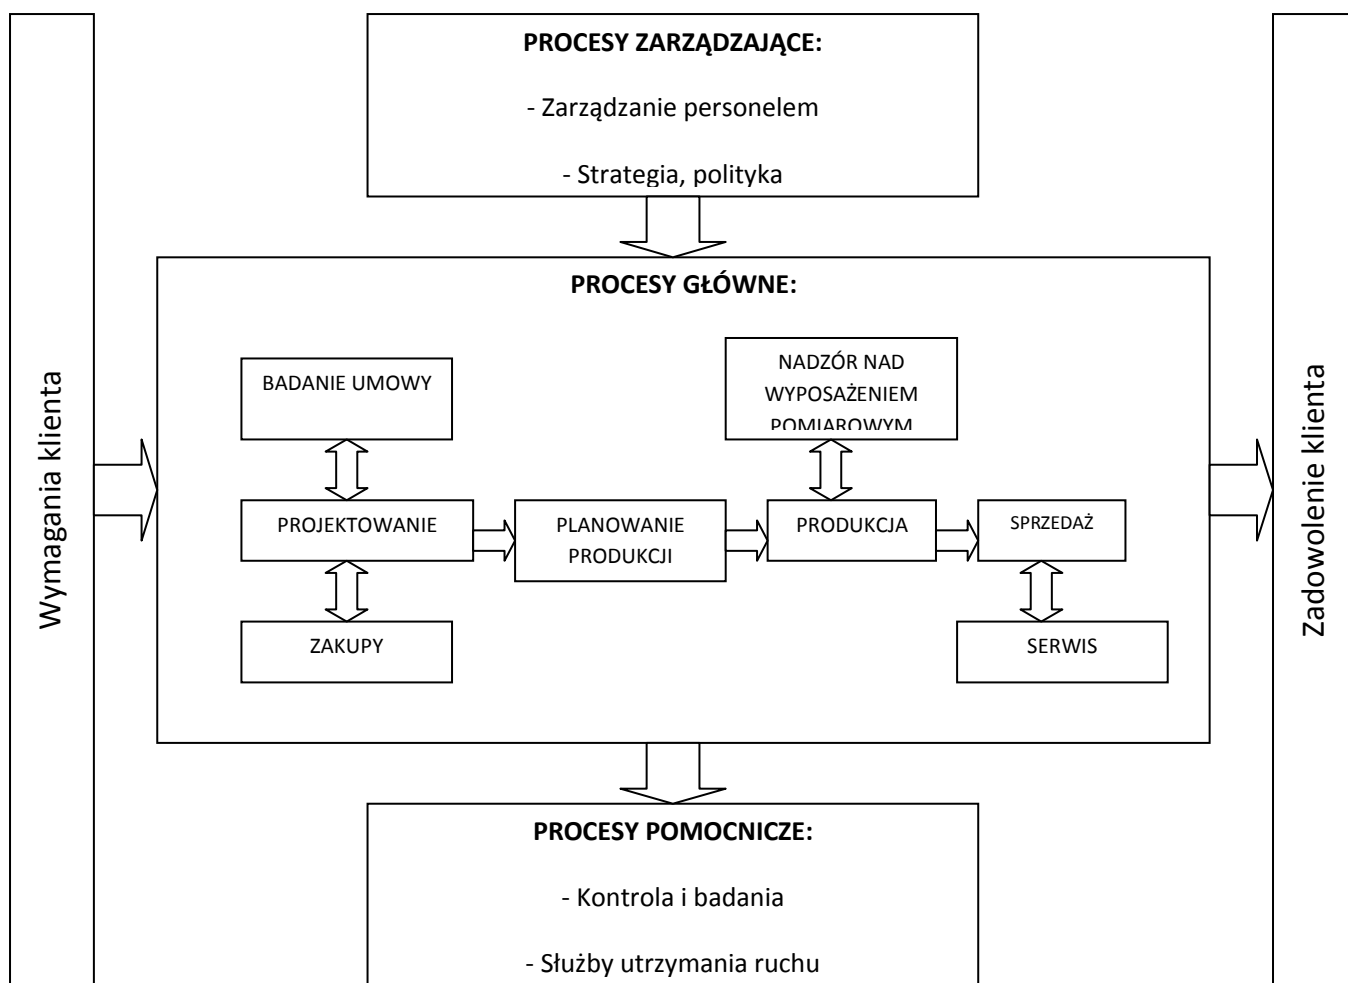 PROCESY ZARZĄDZAJĄCE:
- Zarządzanie personelem
- Strategia, polityka
Wymagania klienta
PROCESY GŁÓWNE:
BADANIE UMOWY
NADZÓR NAD
WYPOSAŻENIEM
POMIAROWYM
PROJEKTOWANIE
PLANOWANIE
PRODUKCJI
PRODUKCJA
SPRZEDAŻ
ZAKUPY
SERWIS
Zadowolenie klienta
PROCESY POMOCNICZE:
- Kontrola i badania
- Służby utrzymania ruchu